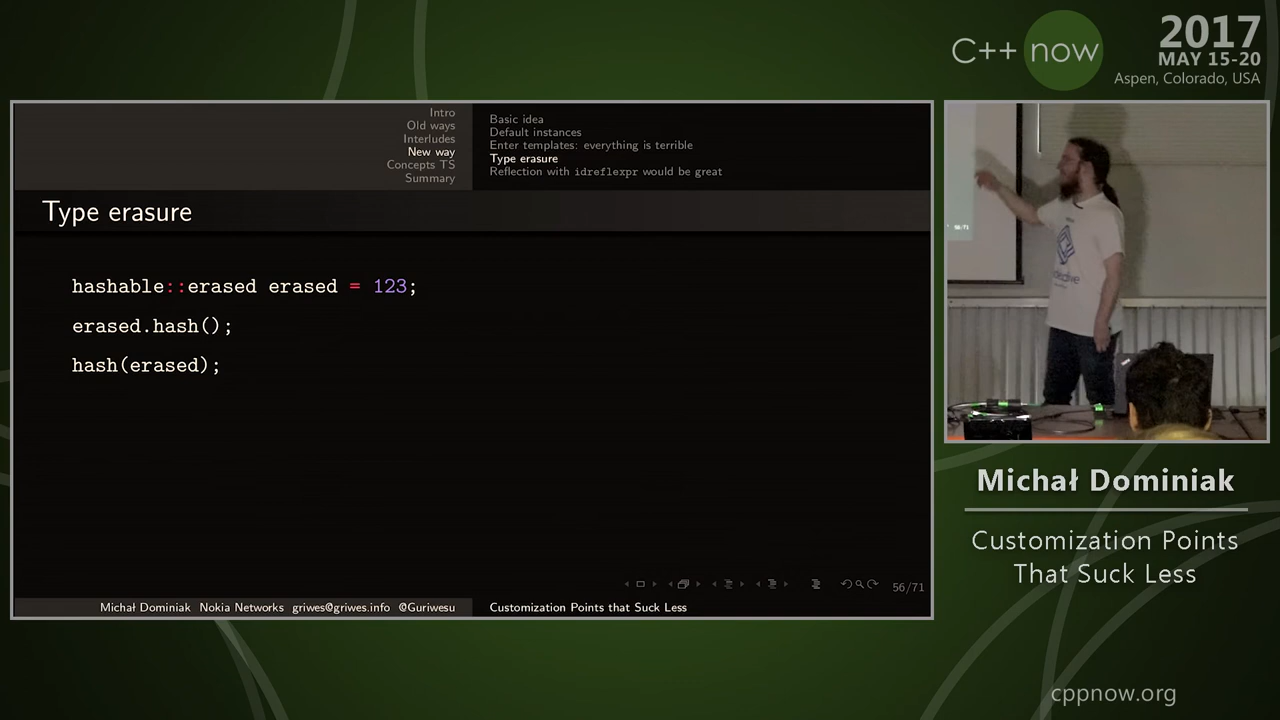 C++ now
2017
MAY 15-20
Aspen, Colorado, USA
Intro
Old ways
Interludes
New way
Concepts TS
Summary
Basic idea
Default instances
Enter templates: everything is terrible
Type erasure
Reflection with idreflexpr would be great
Type erasure
hashable::erased erased = 123;
erased.hash();
hash(erased);
56/71
Michał Dominiak Nokia Networks griwes@griwes.info @Guriwesu
Customization Points that Suck Less
Michał Dominiak
Customization Points
That Suck Less
cppnow.org